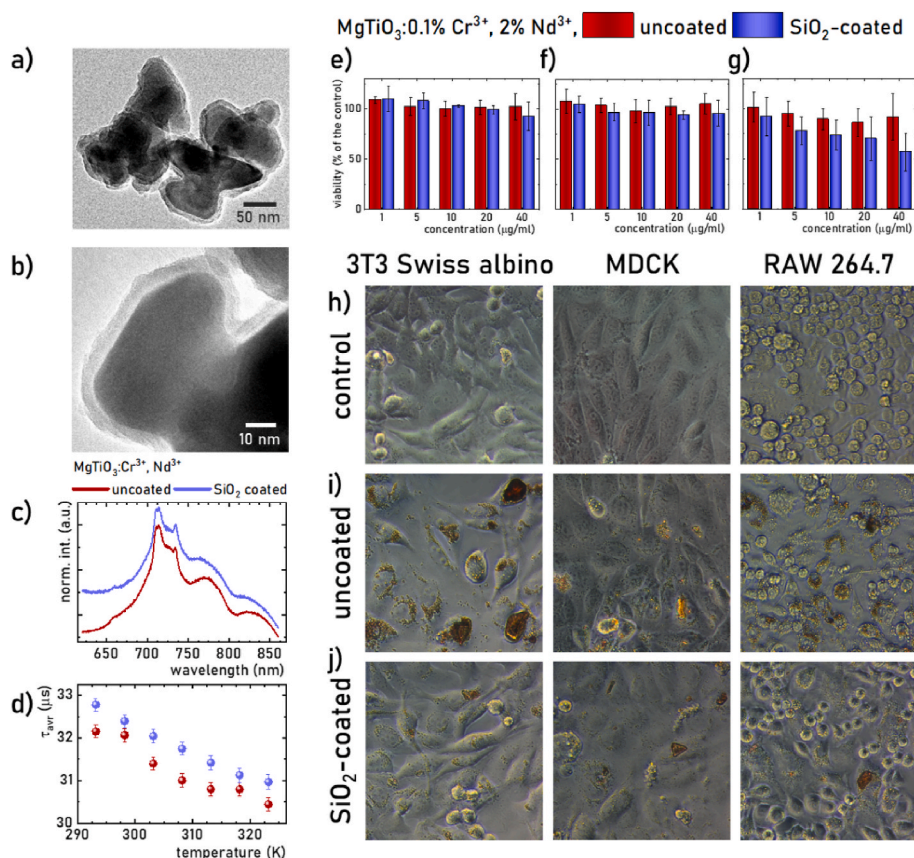 MgTiO₃:0.1% Cr³⁺, 2% Nd³⁺, uncoated SiO₂-coated
a)
50 nm
b)
10 nm
MgTiO₃:Cr³⁺, Nd³⁺
uncoated SiO₂ coated
c)
norm. int. (a.u.)
650 700 750 800 850
wavelength (nm)
d)
τavr (μs)
33
32
31
30
290 300 310 320
temperature (K)
e) f) g)
viability (% of the control)
100
50
0
1 5 10 20 40 1 5 10 20 40 1 5 10 20 40
concentration (μg/ml) concentration (μg/ml) concentration (μg/ml)
3T3 Swiss albino MDCK RAW 264.7
h)
control
i)
uncoated
j)
SiO₂-coated